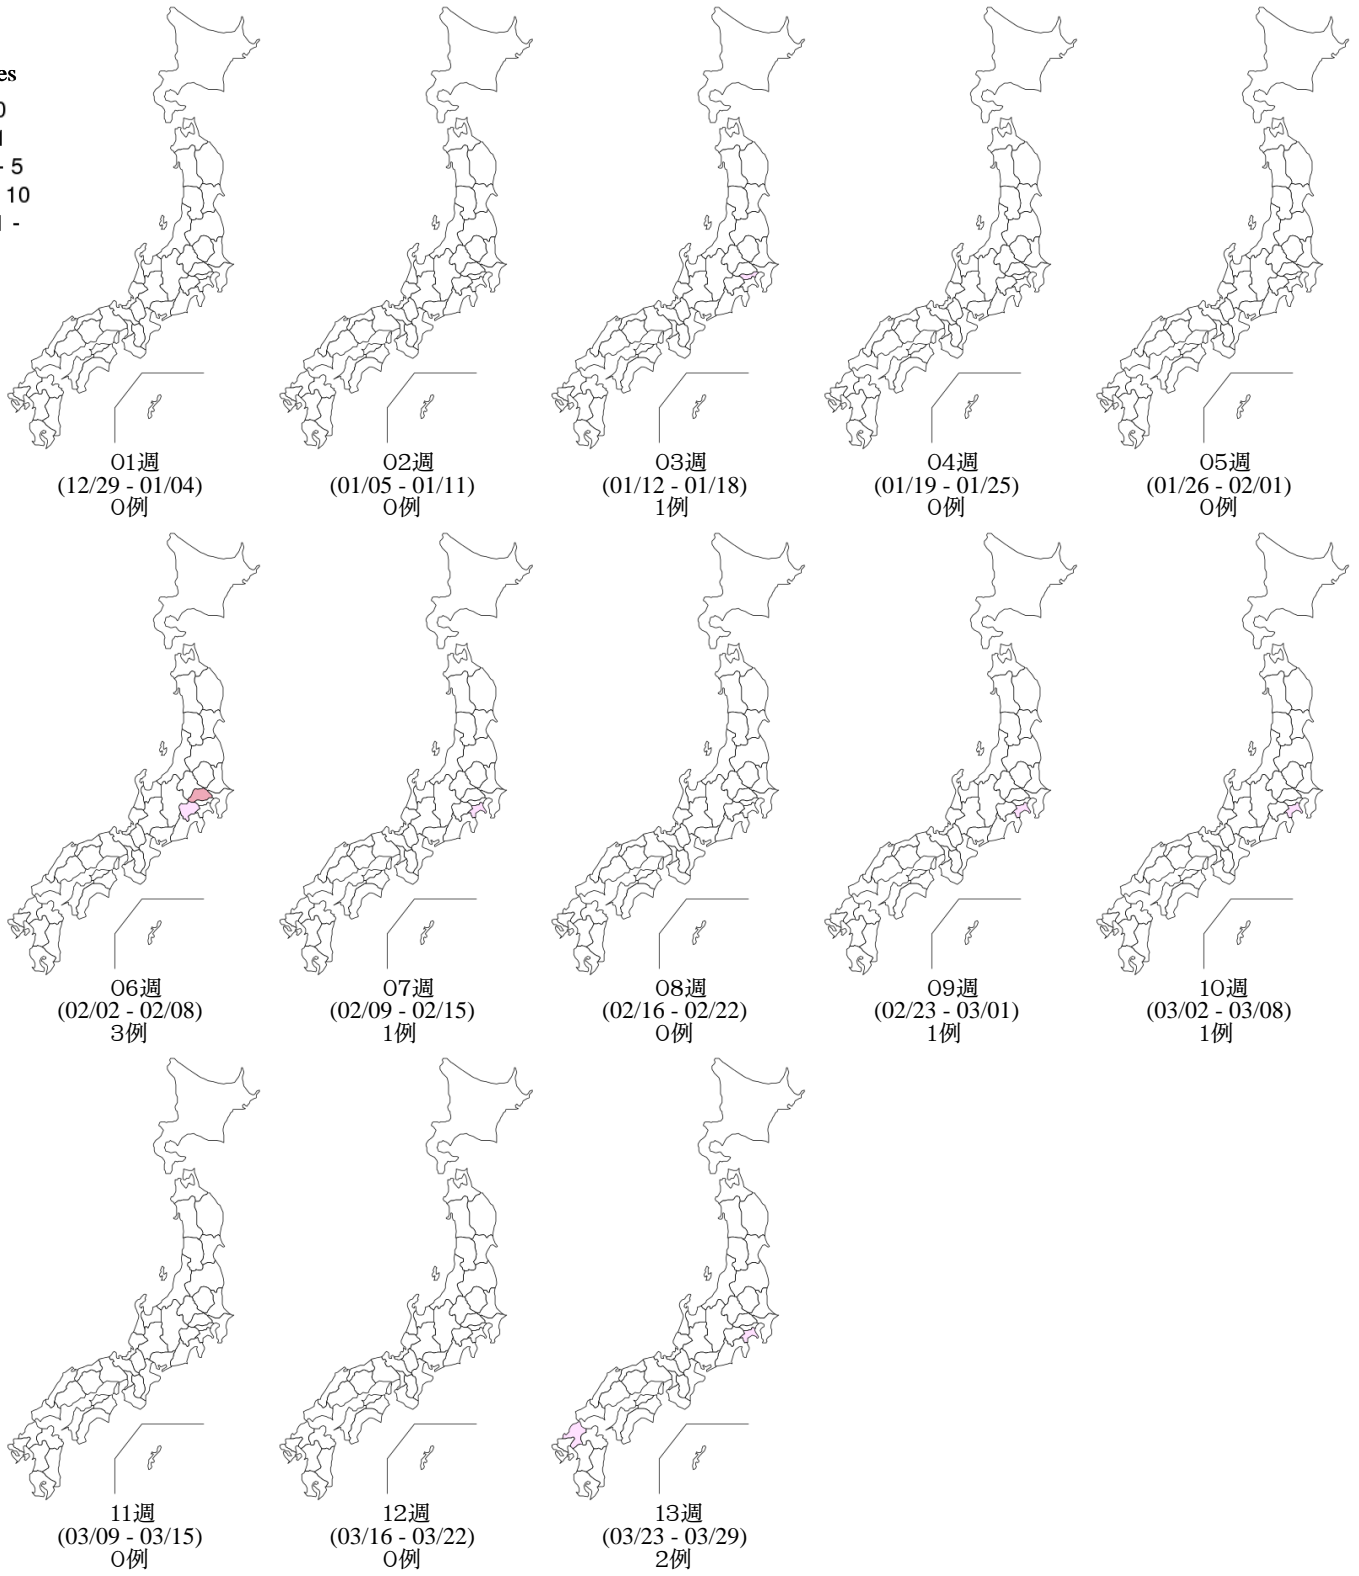 es
0
1
- 5
10
1 -
01週
(12/29 - 01/04)
0例
02週
(01/05 - 01/11)
0例
03週
(01/12 - 01/18)
1例
04週
(01/19 - 01/25)
0例
05週
(01/26 - 02/01)
0例
06週
(02/02 - 02/08)
3例
07週
(02/09 - 02/15)
1例
08週
(02/16 - 02/22)
0例
09週
(02/23 - 03/01)
1例
10週
(03/02 - 03/08)
1例
11週
(03/09 - 03/15)
0例
12週
(03/16 - 03/22)
0例
13週
(03/23 - 03/29)
2例